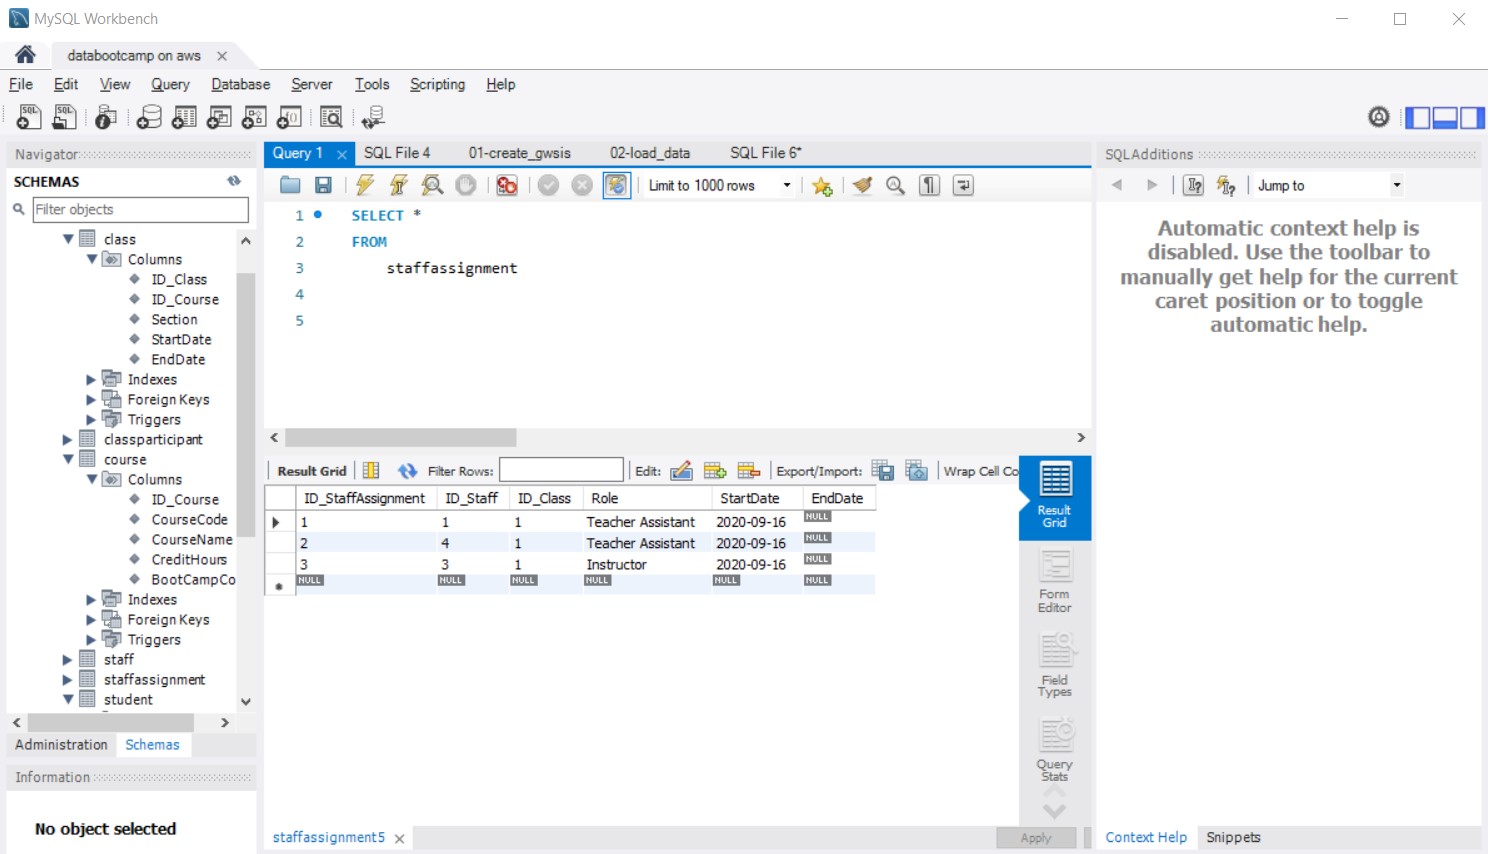 MySQL Workbench
databootcamp on aws
File Edit View Query Database Server Tools Scripting Help
Navigator
SCHEMAS
Filter objects
class
Columns
ID_Class
ID_Course
Section
StartDate
EndDate
Indexes
Foreign Keys
Triggers
classparticipant
course
Columns
ID_Course
CourseCode
CourseName
CreditHours
BootCampCo
Indexes
Foreign Keys
Triggers
staff
staffassignment
student
Administration Schemas
Information
No object selected
Query 1 SQL File 4 01-create_gwsis 02-load_data SQL File 6*
Limit to 1000 rows
1 SELECT *
2 FROM
3 staffassignment
4
5
Result Grid Filter Rows: Edit: Export/Import: Wrap Cell Co
ID_StaffAssignment ID_Staff ID_Class Role StartDate EndDate
1 1 1 Teacher Assistant 2020-09-16 NULL
2 4 1 Teacher Assistant 2020-09-16 NULL
3 3 1 Instructor 2020-09-16 NULL
NULL NULL NULL NULL NULL NULL
Result
Grid
Form
Editor
Field
Types
Query
Stats
staffassignment5
Apply
SQLAdditions
Jump to
Automatic context help is
disabled. Use the toolbar to
manually get help for the current
caret position or to toggle
automatic help.
Context Help Snippets